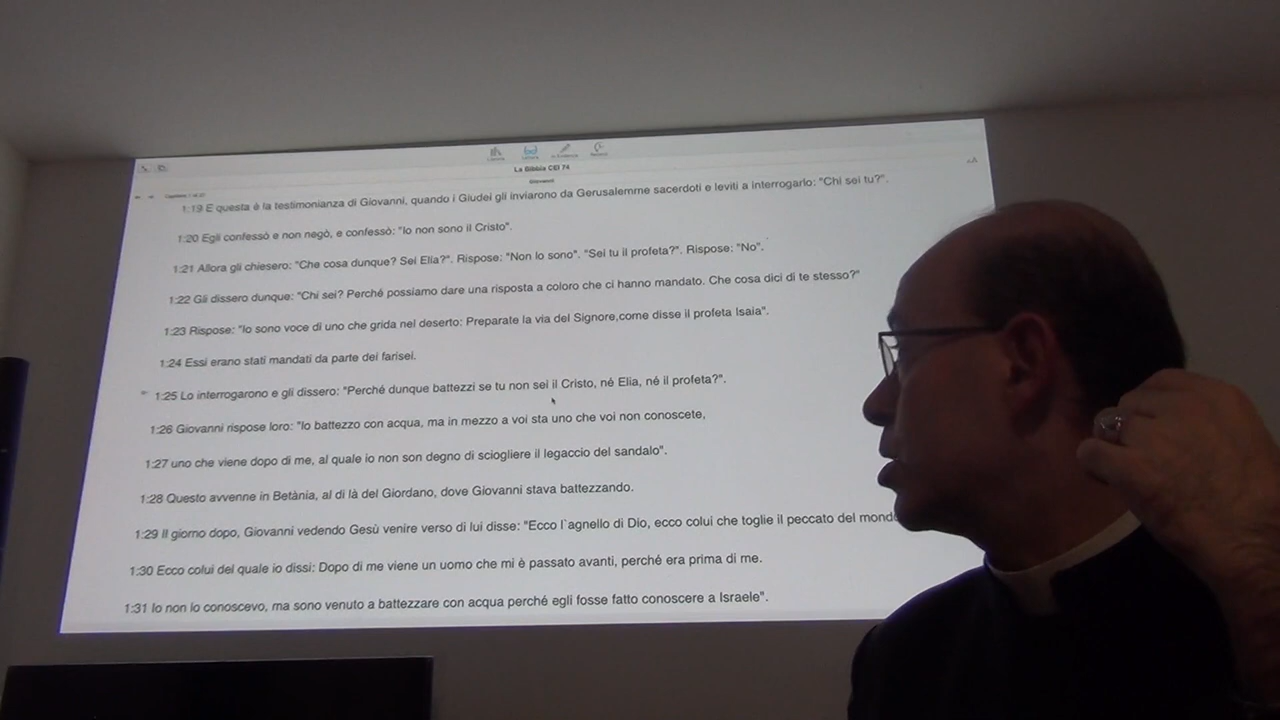 La Bibbia CEI 74
Giovanni
1:19 E questa è la testimonianza di Giovanni, quando i Giudei gli inviarono da Gerusalemme sacerdoti e leviti a interrogarlo: "Chi sei tu?".
1:20 Egli confessò e non negò, e confessò: "Io non sono il Cristo".
1:21 Allora gli chiesero: "Che cosa dunque? Sei Elia?". Rispose: "Non lo sono". "Sei tu il profeta?". Rispose: "No".
1:22 Gli dissero dunque: "Chi sei? Perché possiamo dare una risposta a coloro che ci hanno mandato. Che cosa dici di te stesso?"
1:23 Rispose: "Io sono voce di uno che grida nel deserto: Preparate la via del Signore,come disse il profeta Isaia".
1:24 Essi erano stati mandati da parte dei farisei.
1:25 Lo interrogarono e gli dissero: "Perché dunque battezzi se tu non sei il Cristo, né Elia, né il profeta?".
1:26 Giovanni rispose loro: "Io battezzo con acqua, ma in mezzo a voi sta uno che voi non conoscete,
1:27 uno che viene dopo di me, al quale io non son degno di sciogliere il legaccio del sandalo".
1:28 Questo avvenne in Betània, al di là del Giordano, dove Giovanni stava battezzando.
1:29 Il giorno dopo, Giovanni vedendo Gesù venire verso di lui disse: "Ecco l`agnello di Dio, ecco colui che toglie il peccato del mond
1:30 Ecco colui del quale io dissi: Dopo di me viene un uomo che mi è passato avanti, perché era prima di me.
1:31 Io non lo conoscevo, ma sono venuto a battezzare con acqua perché egli fosse fatto conoscere a Israele".